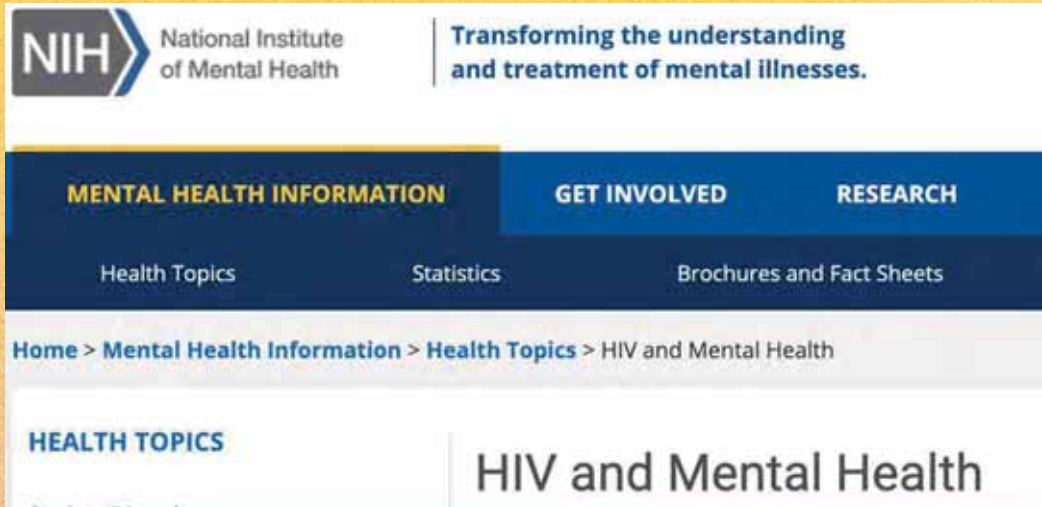 NIH
National Institute
of Mental Health
Transforming the understanding
and treatment of mental illnesses.
MENTAL HEALTH INFORMATION
GET INVOLVED
RESEARCH
Health Topics
Statistics
Brochures and Fact Sheets
Home > Mental Health Information > Health Topics > HIV and Mental Health
HEALTH TOPICS
HIV and Mental Health